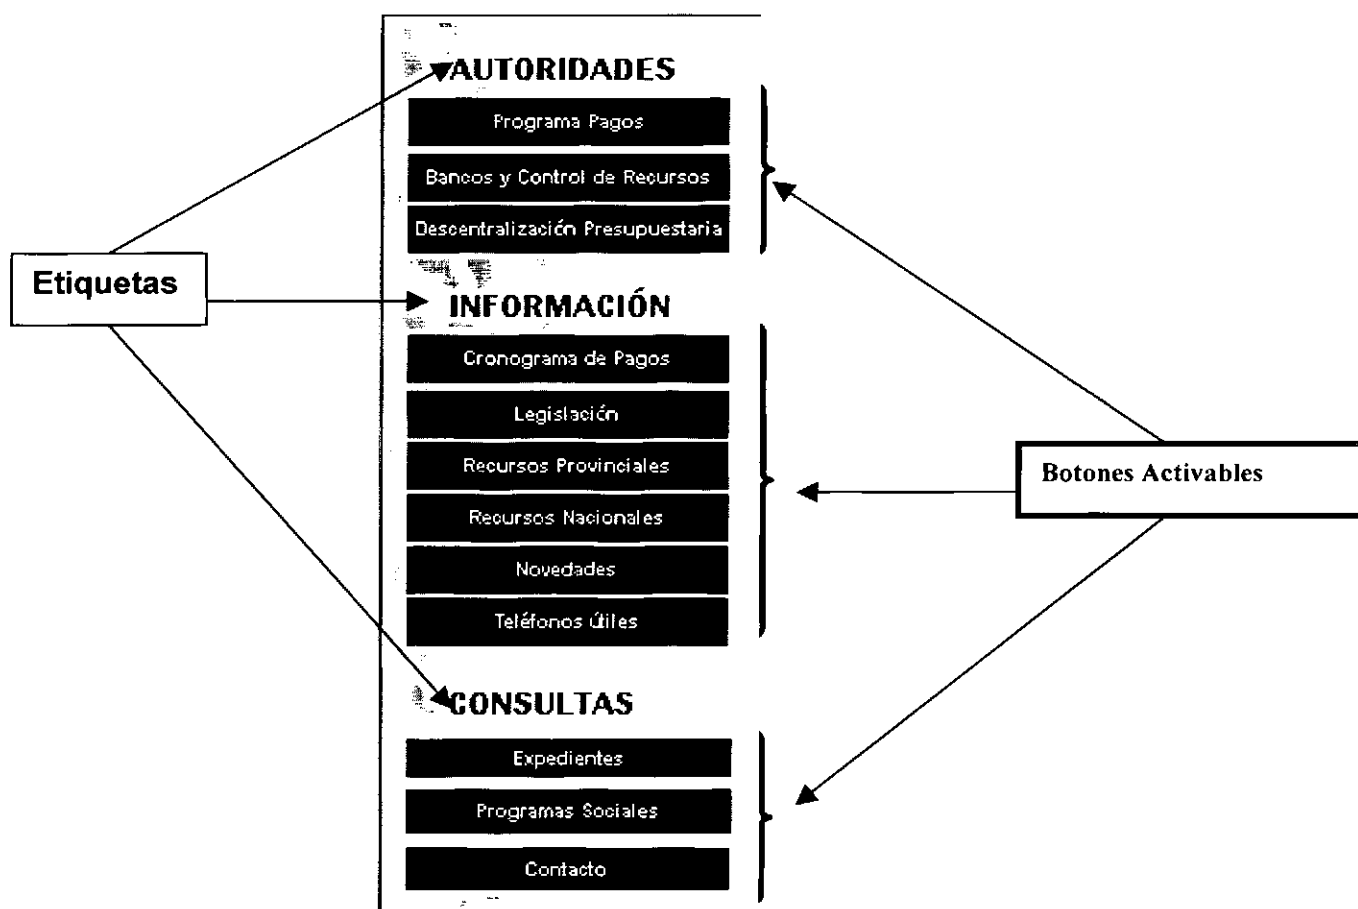 AUTORIDADES
Programa Pagos
Bancos y Control de Recursos
Descentralización Presupuestaria
Etiquetas
INFORMACIÓN
Cronograma de Pagos
Legislación
Recursos Provinciales
Recursos Nacionales
Novedades
Teléfonos útiles
Botones Activables
CONSULTAS
Expedientes
Programas Sociales
Contacto